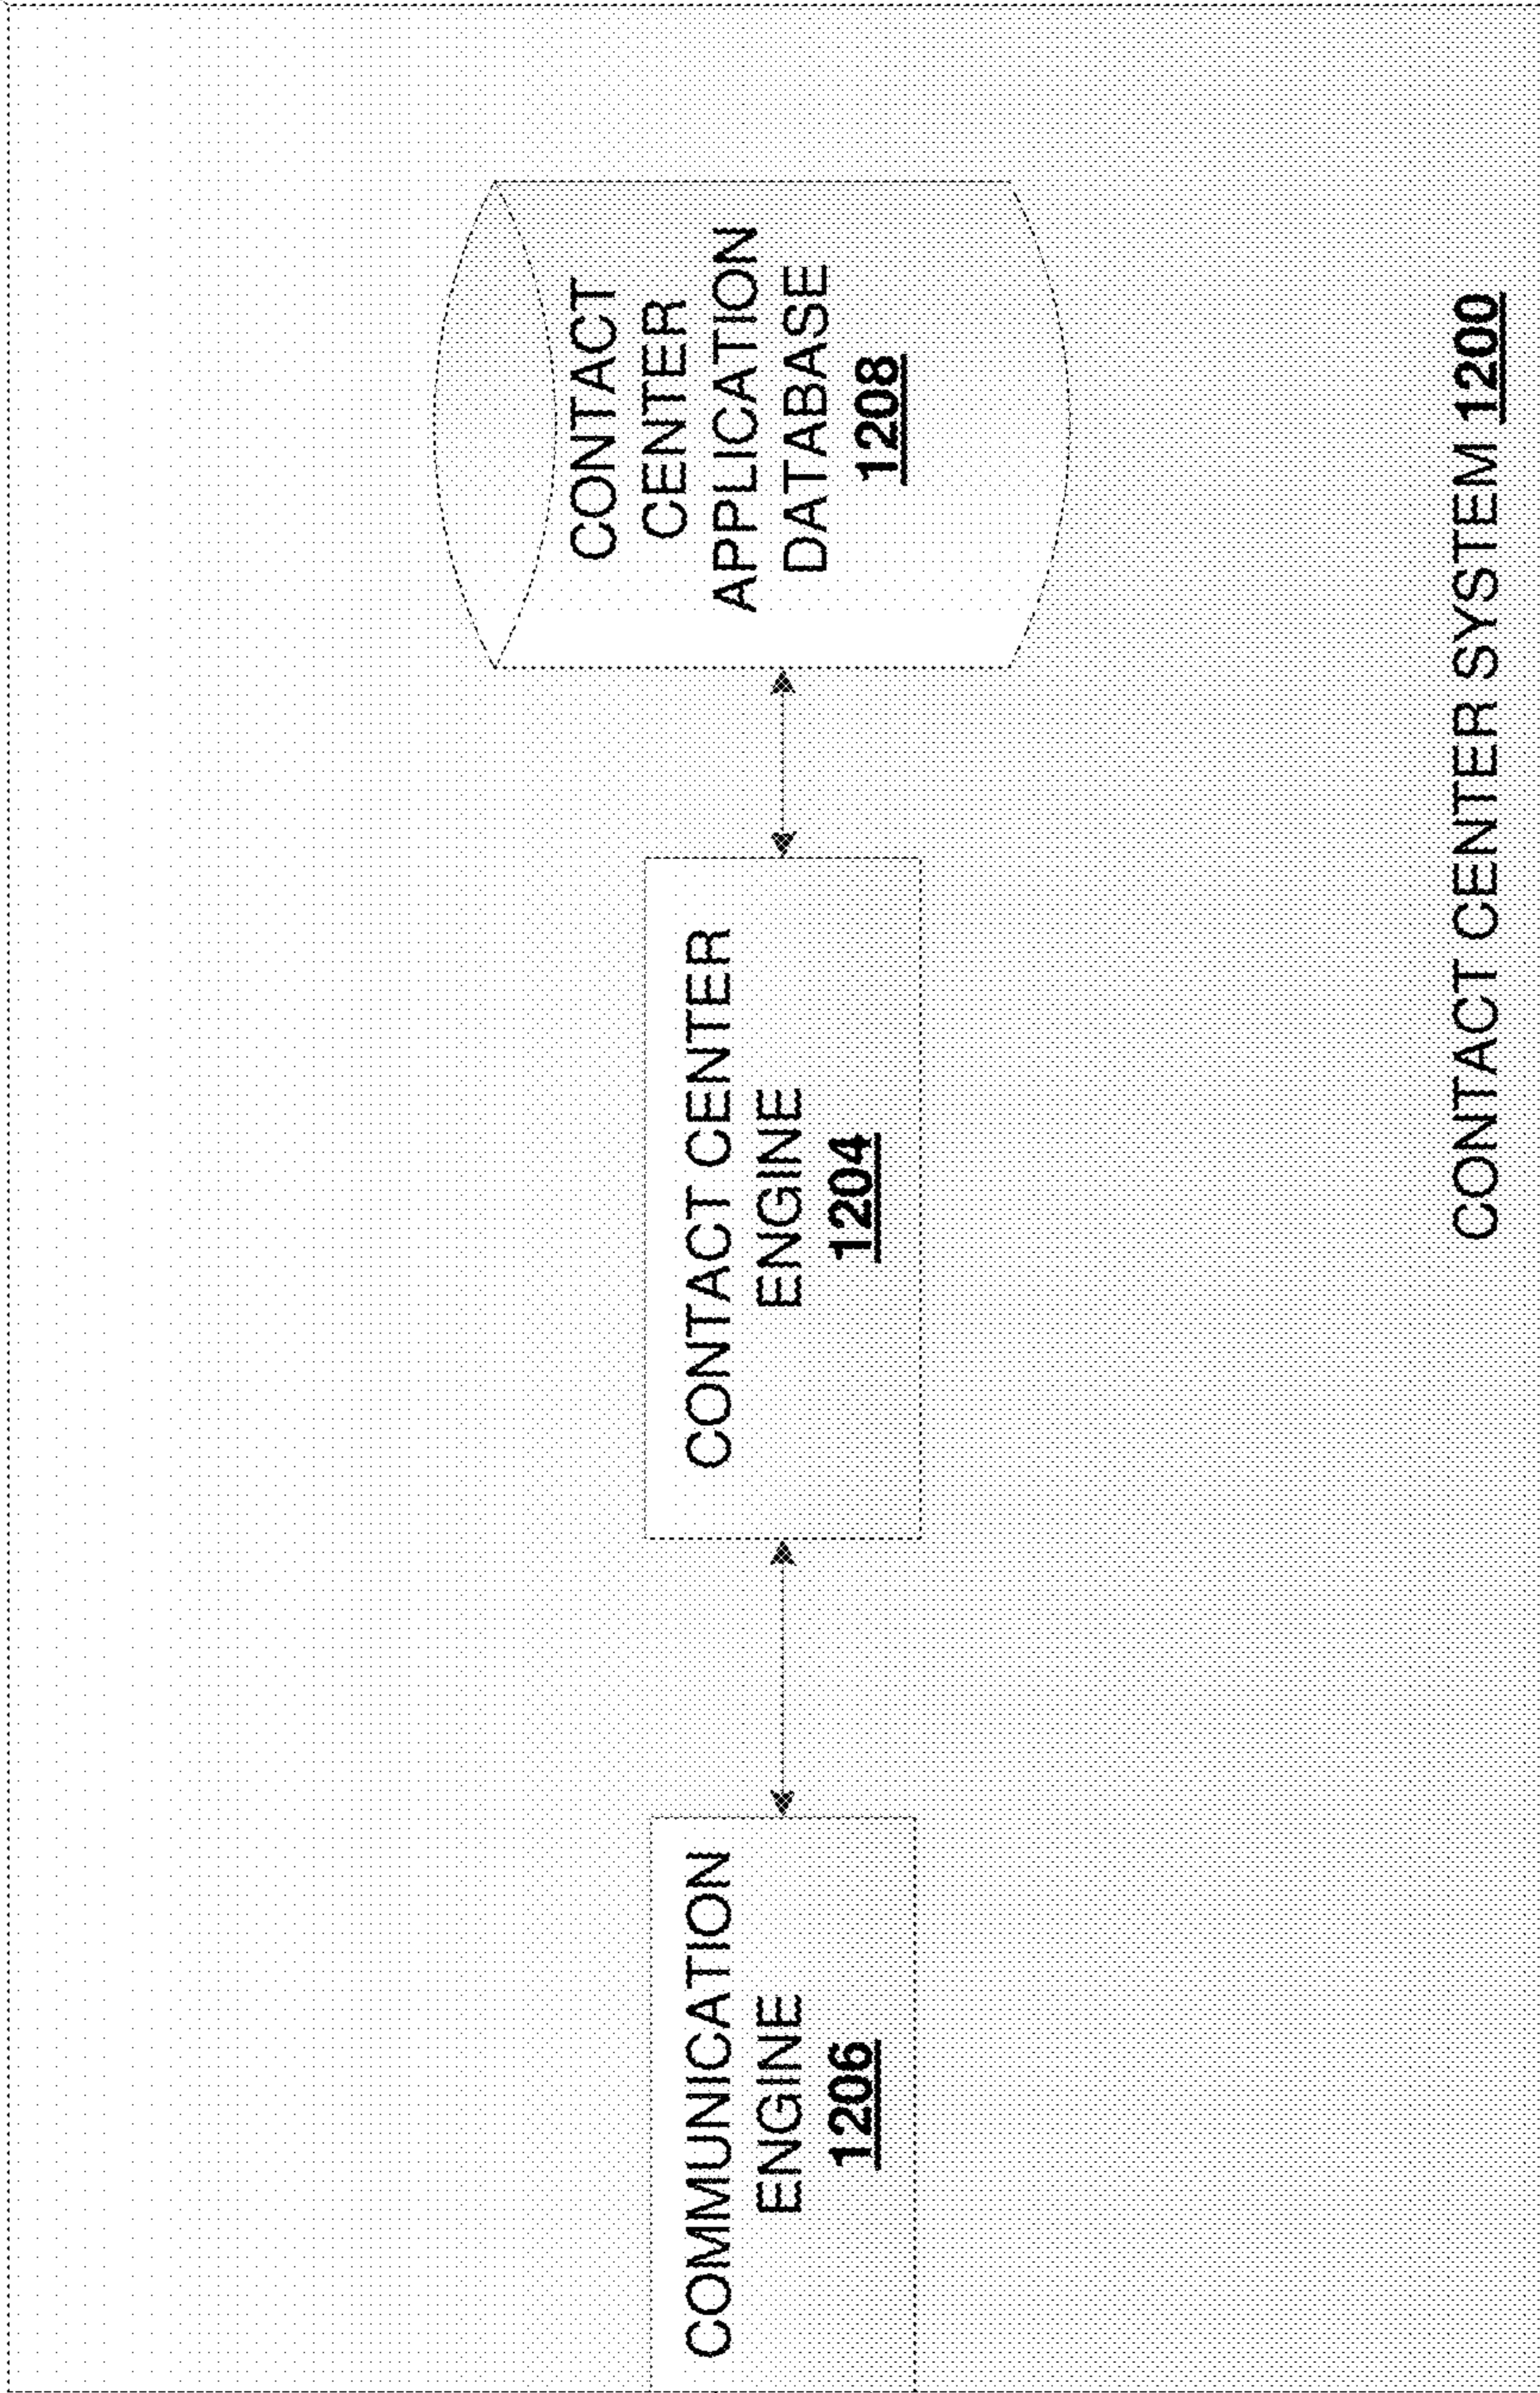 COMMUNICATION
ENGINE
1206
CONTACT CENTER
ENGINE
1204
CONTACT
CENTER
APPLICATION
DATABASE
1208
CONTACT CENTER SYSTEM 1200